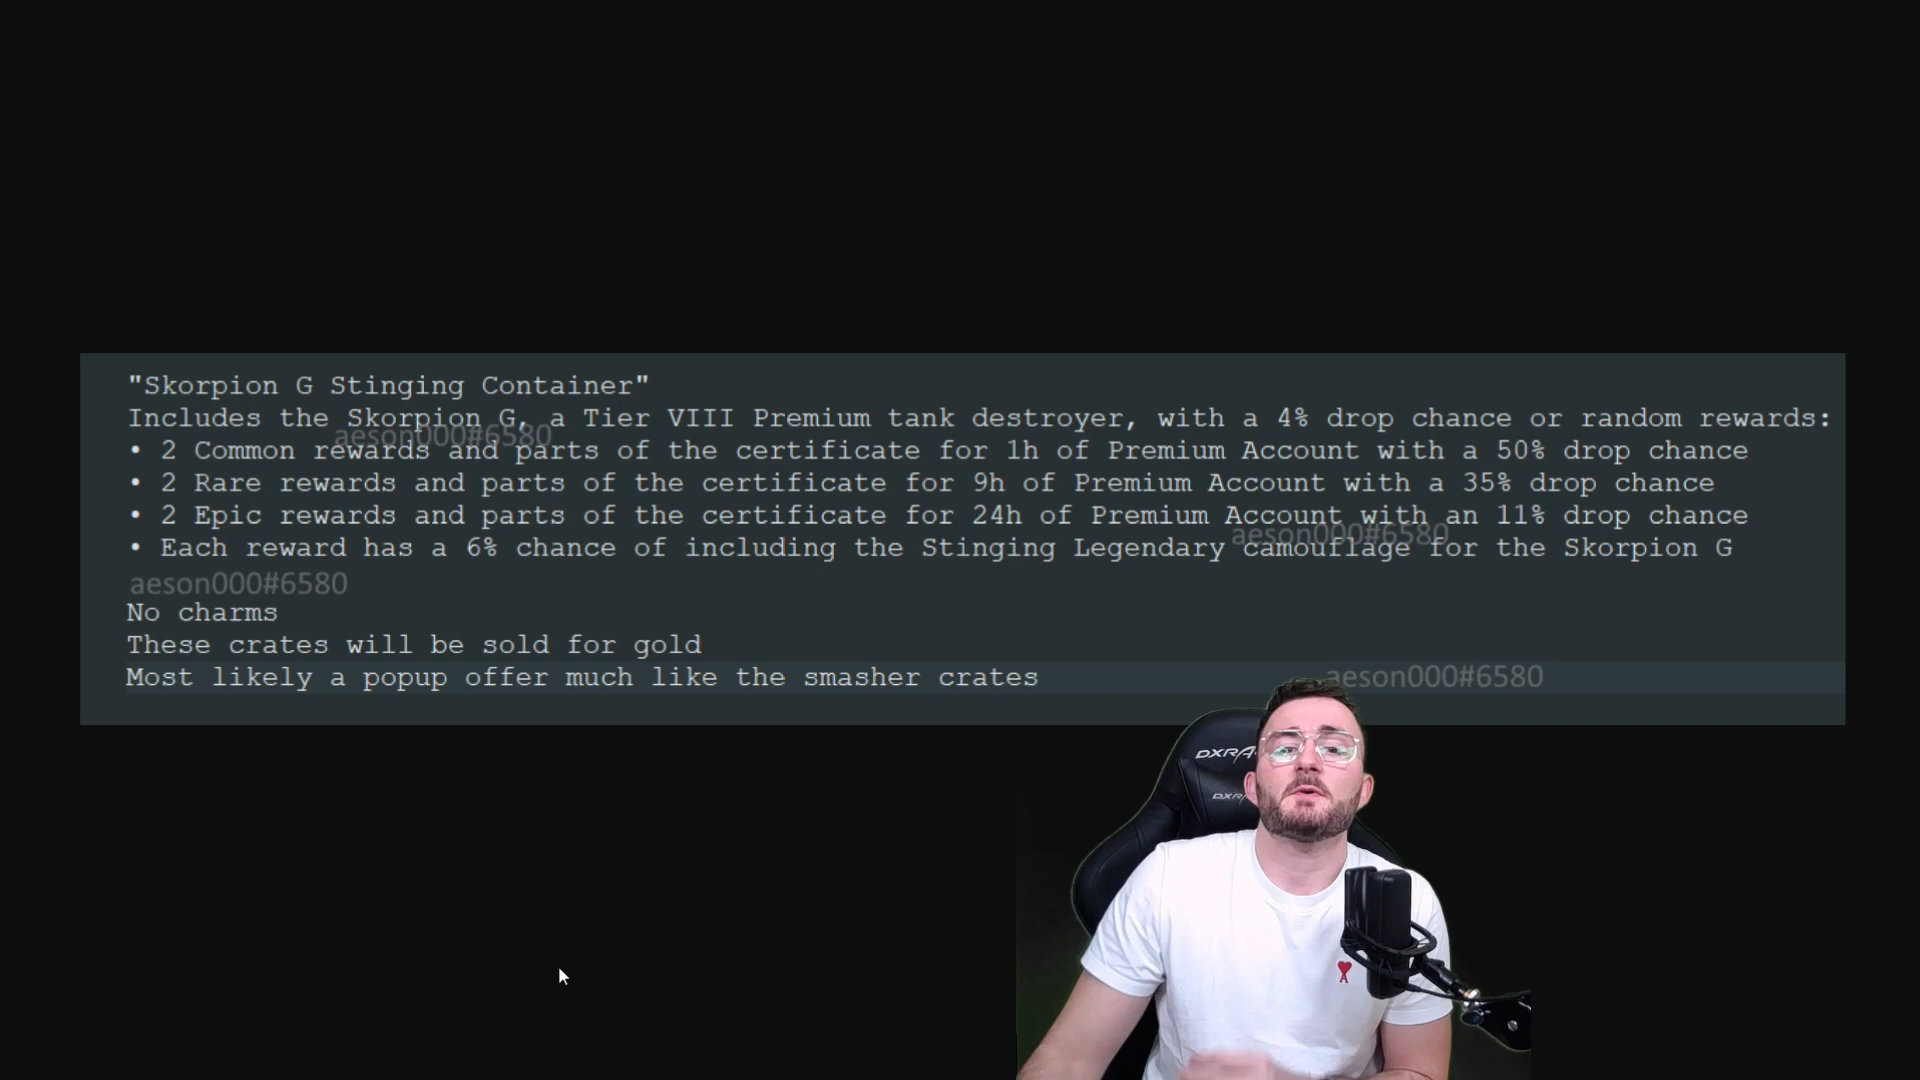 "Skorpion G Stinging Container"
Includes the Skorpion G, a Tier VIII Premium tank destroyer, with a 4% drop chance or random rewards:
aeson000#6580
• 2 Common rewards and parts of the certificate for 1h of Premium Account with a 50% drop chance
• 2 Rare rewards and parts of the certificate for 9h of Premium Account with a 35% drop chance
• 2 Epic rewards and parts of the certificate for 24h of Premium Account with an 11% drop chance
aeson000#6580
• Each reward has a 6% chance of including the Stinging Legendary camouflage for the Skorpion G
aeson000#6580
No charms
These crates will be sold for gold
Most likely a popup offer much like the smasher crates
aeson000#6580